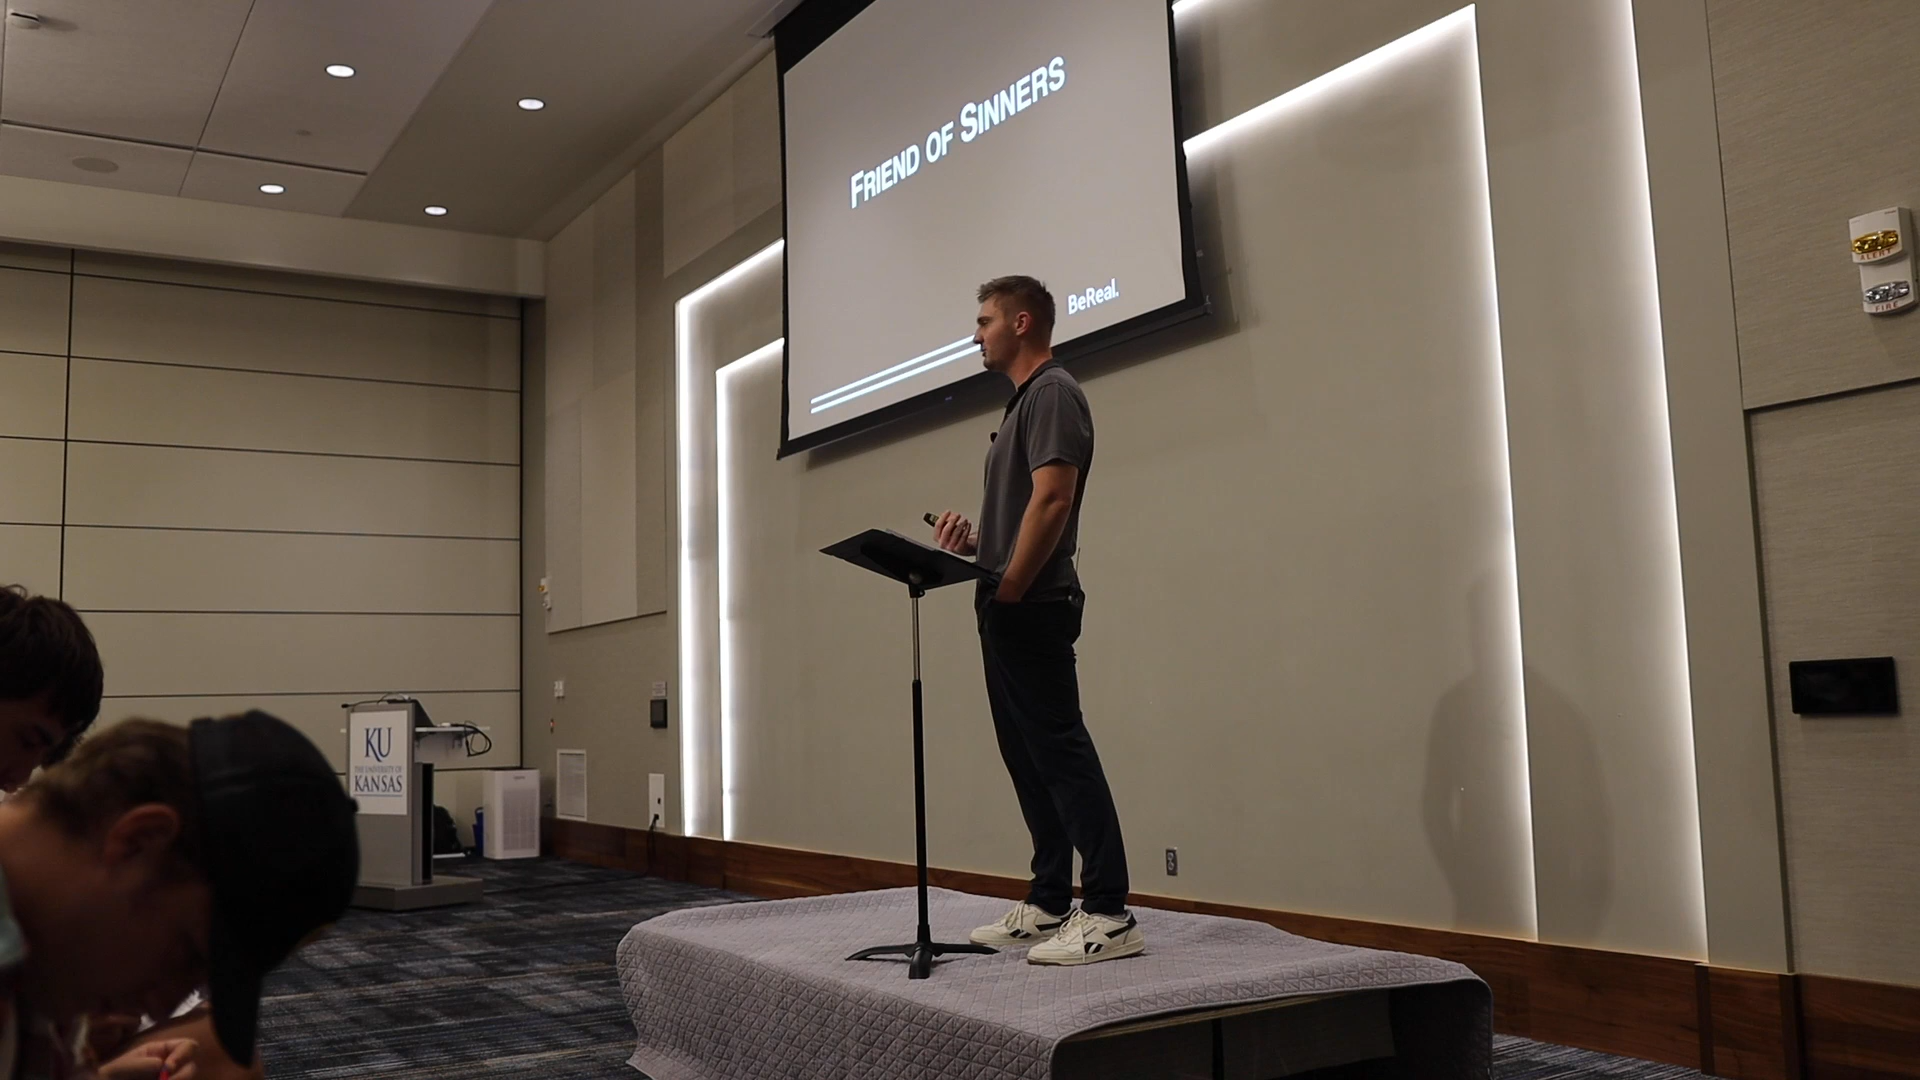 FRIEND OF SINNERS
BeReal.
ALERT
FIRE
KU
THE UNIVERSITY OF
KANSAS